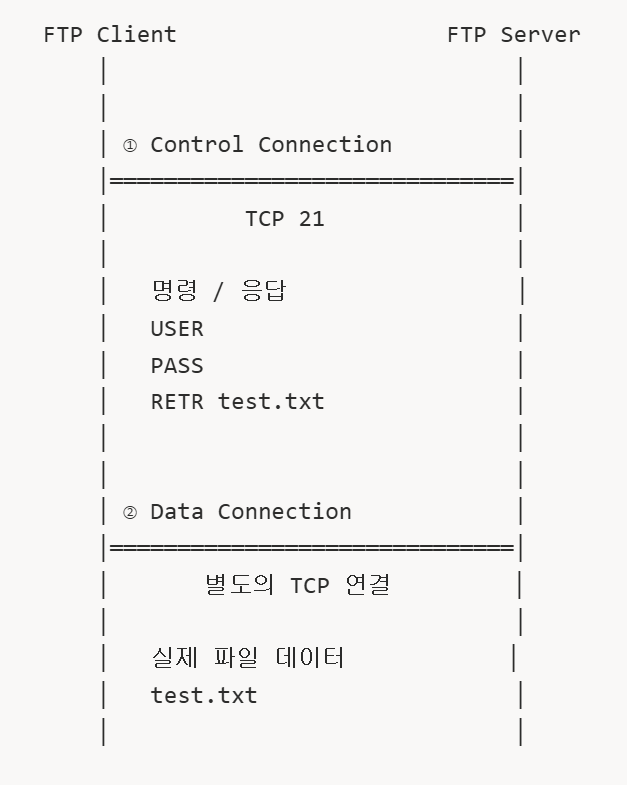 FTP Client FTP Server
① Control Connection
TCP 21
명령 / 응답
USER
PASS
RETR test.txt
② Data Connection
별도의 TCP 연결
실제 파일 데이터
test.txt